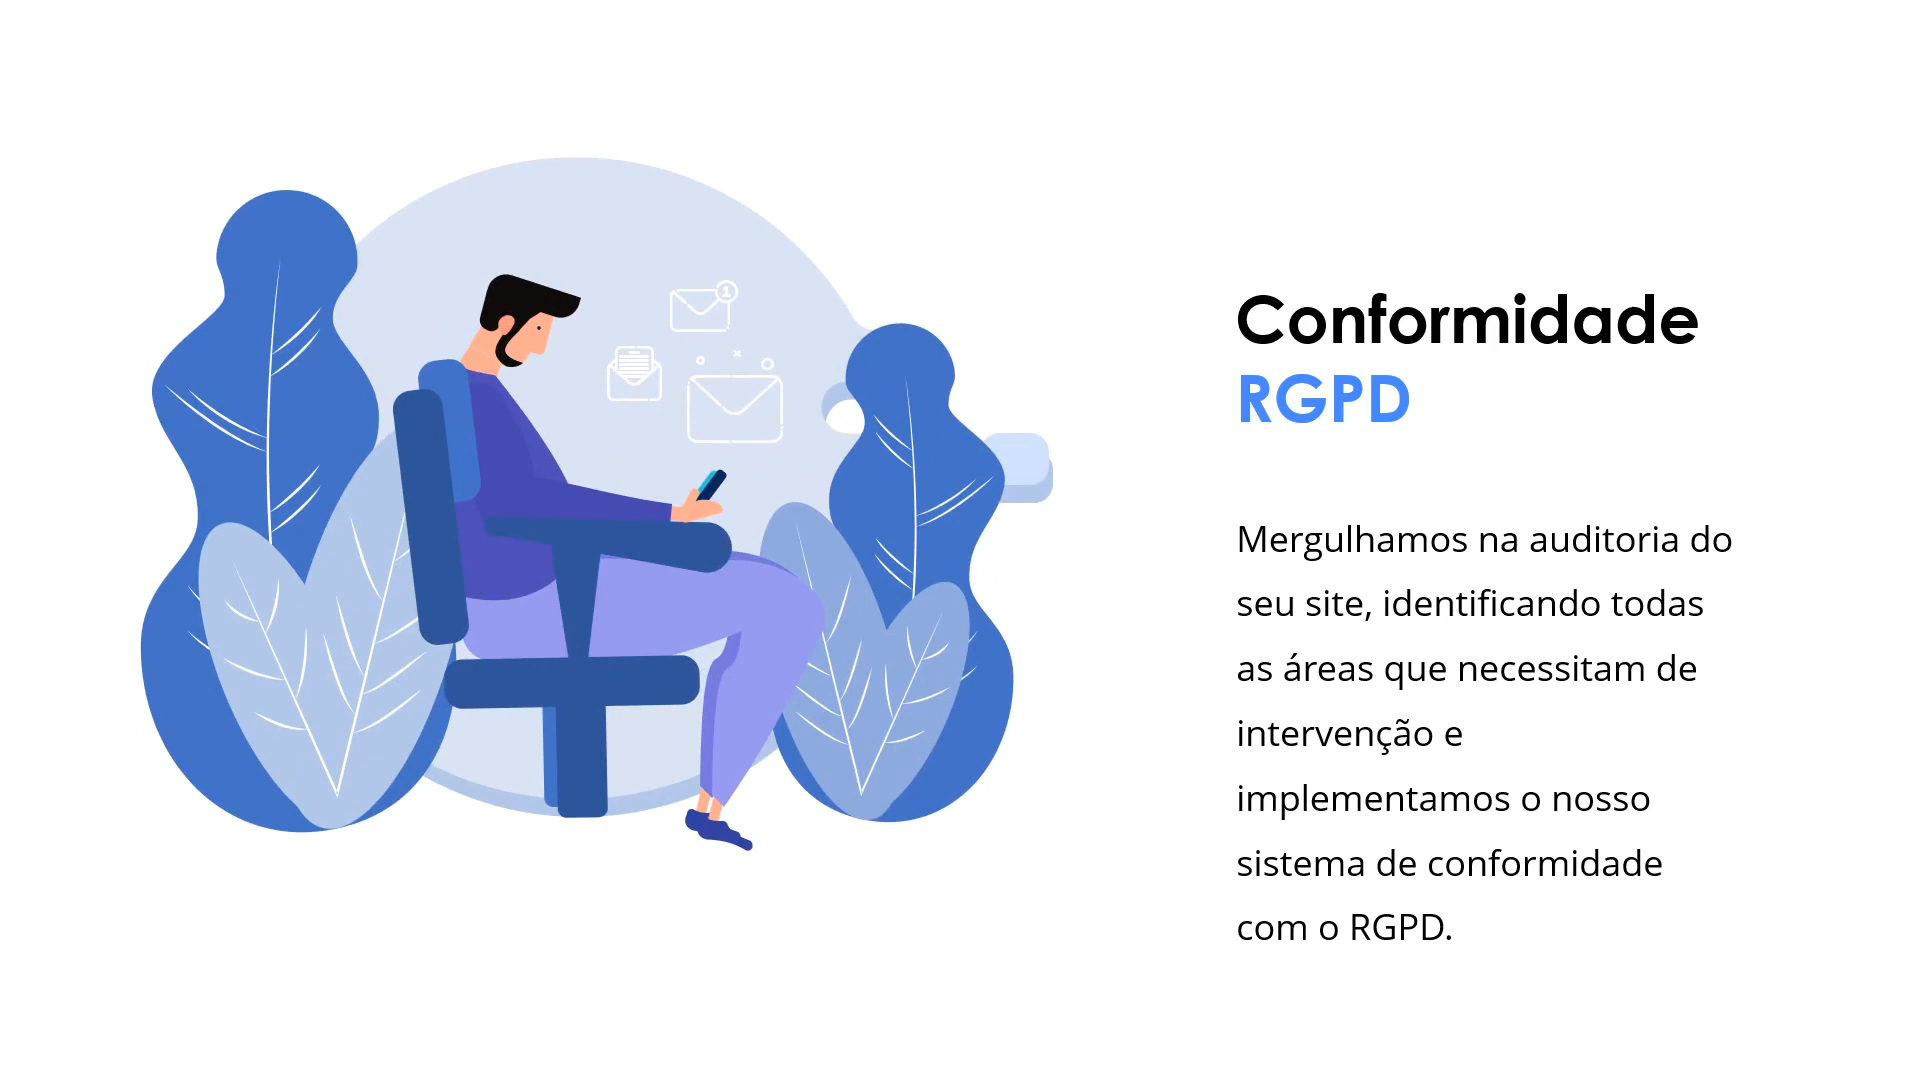 1
Conformidade
RGPD
Mergulhamos na auditoria do
seu site, identificando todas
as áreas que necessitam de
intervenção e
implementamos o nosso
sistema de conformidade
com o RGPD.